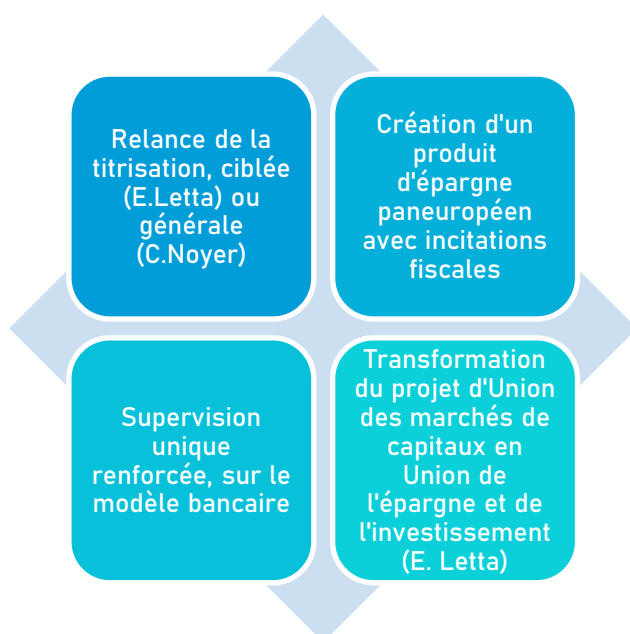 Relance de la
titrisation, ciblée
(E.Letta) ou
générale
(C.Noyer)
Création d'un
produit
d'épargne
paneuropéen
avec incitations
fiscales
Supervision
unique
renforcée, sur le
modèle bancaire
Transformation
du projet d'Union
des marchés de
capitaux en
Union de
l'épargne et de
l'investissement
(E. Letta)